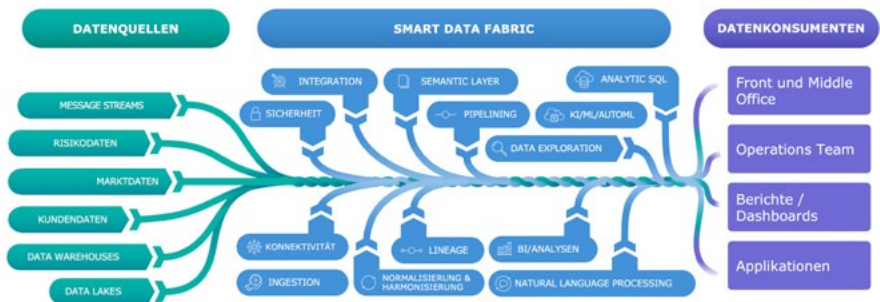 DATENQUELLEN
SMART DATA FABRIC
DATENKONSUMENTEN
MESSAGE STREAMS
RISIKODATEN
MARKTDATEN
KUNDENDATEN
DATA WAREHOUSES
DATA LAKES
INTEGRATION
SEMANTIC LAYER
ANALYTIC SQL
SICHERHEIT
PIPELINING
KI/ML/AUTOML
DATA EXPLORATION
KONNEKTIVITÄT
LINEAGE
BI/ANALYSEN
INGESTION
NORMALISIERUNG &
HARMONISIERUNG
NATURAL LANGUAGE PROCESSING
Front und Middle
Office
Operations Team
Berichte /
Dashboards
Applikationen